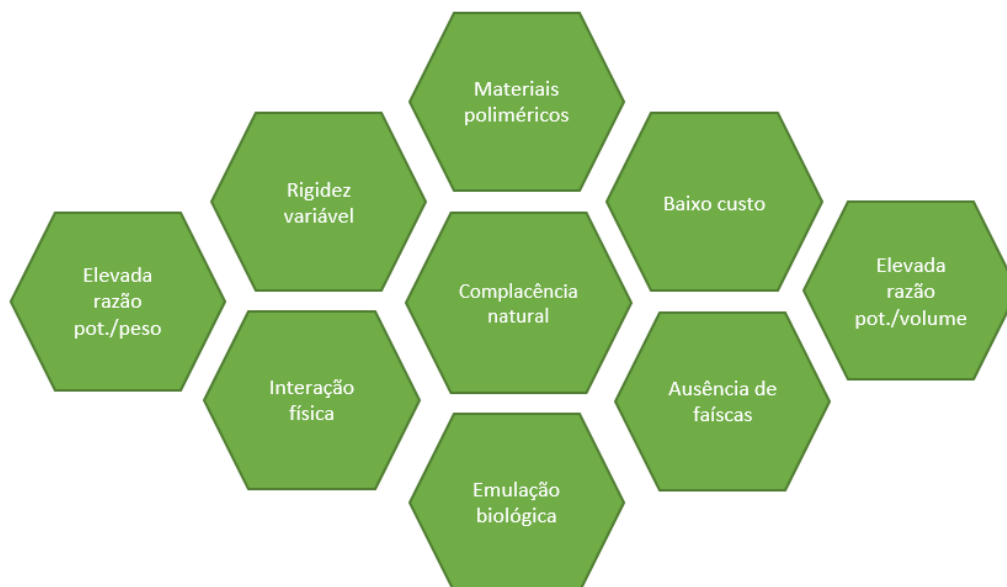 Materiais
poliméricos
Rigidez
variável
Baixo custo
Elevada
razão
pot./peso
Complacência
natural
Elevada
razão
pot./volume
Interação
física
Ausência de
faíscas
Emulação
biológica